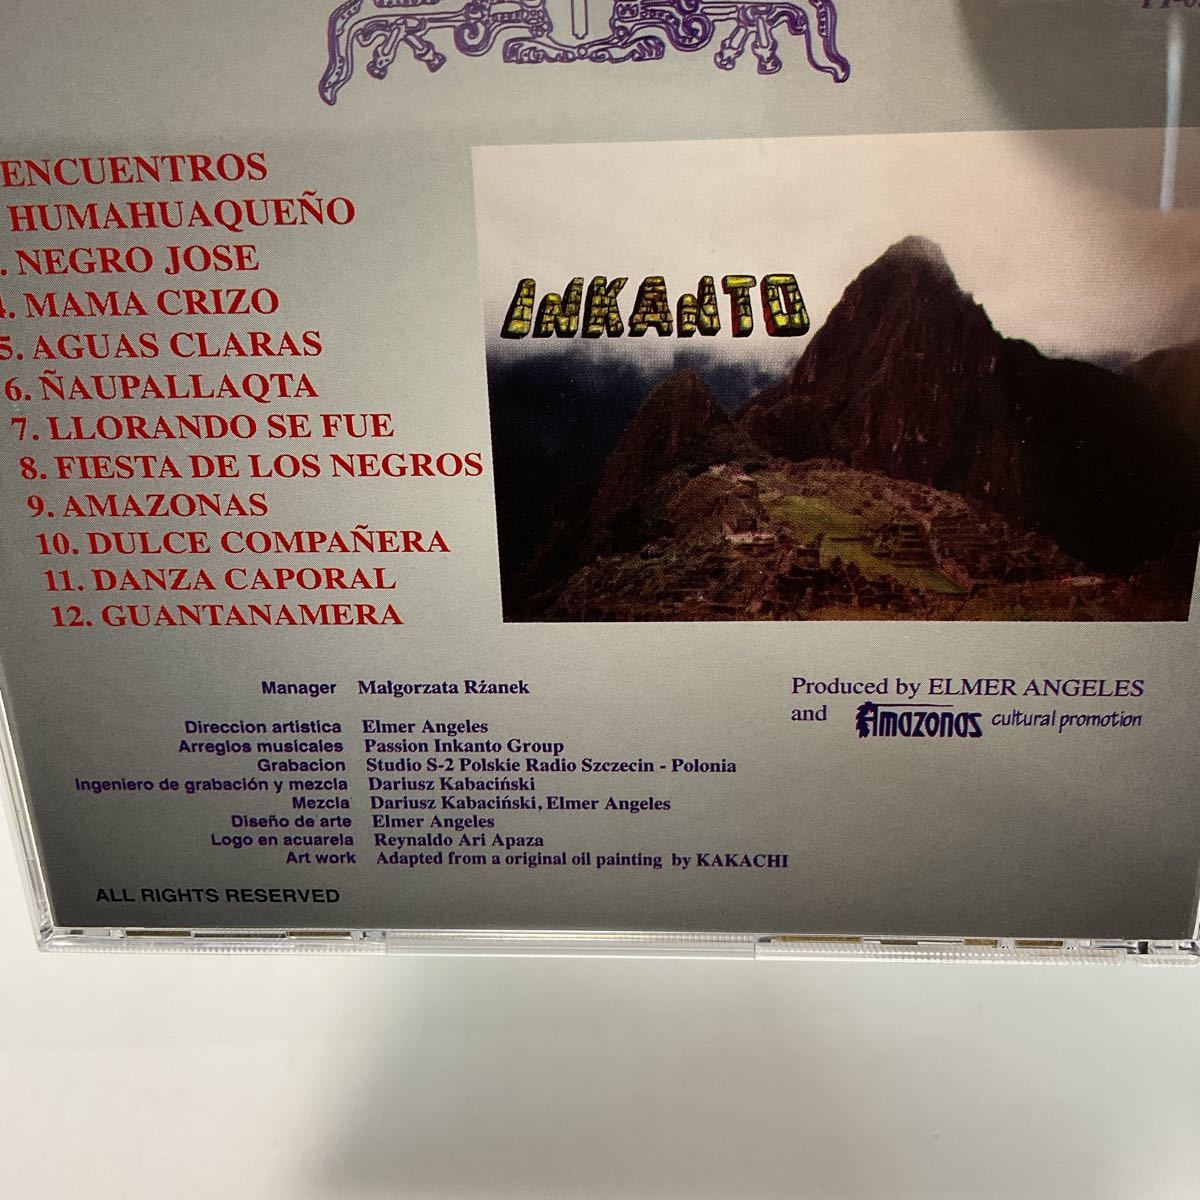 ENCUENTROS
HUMAHUAQUEÑO
. NEGRO JOSE
4. MAMA CRIZO
5. AGUAS CLARAS
6. ÑAUPALLAQTA
7. LLORANDO SE FUE
8. FIESTA DE LOS NEGROS
9. AMAZONAS
10. DULCE COMPAÑERA
11. DANZA CAPORAL
12. GUANTANAMERA
INKANTO
Manager Małgorzata Rźanek
Direccion artistica Elmer Angeles
Arreglos musicales Passion Inkanto Group
Grabacion Studio S-2 Polskie Radio Szczecin - Polonia
Ingeniero de grabación y mezcla Dariusz Kabaciński
Mezcla Dariusz Kabaciński, Elmer Angeles
Diseño de arte Elmer Angeles
Logo en acuarela Reynaldo Ari Apaza
Art work Adapted from a original oil painting by KAKACHI
Produced by ELMER ANGELES
and Amazonas cultural promotion
ALL RIGHTS RESERVED